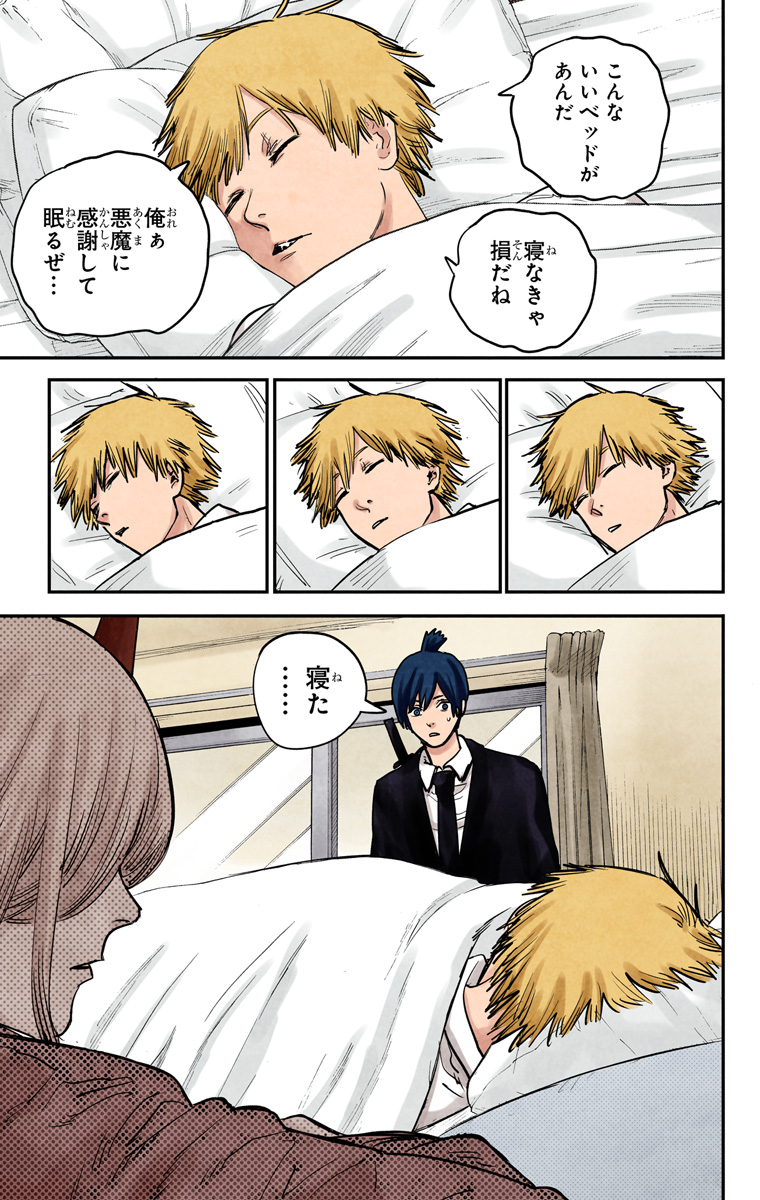 こんな
いいベッドが
あんだ
寝なきゃ
損だね
俺ぁ
悪魔に
感謝して
眠るぜ…
寝た
……